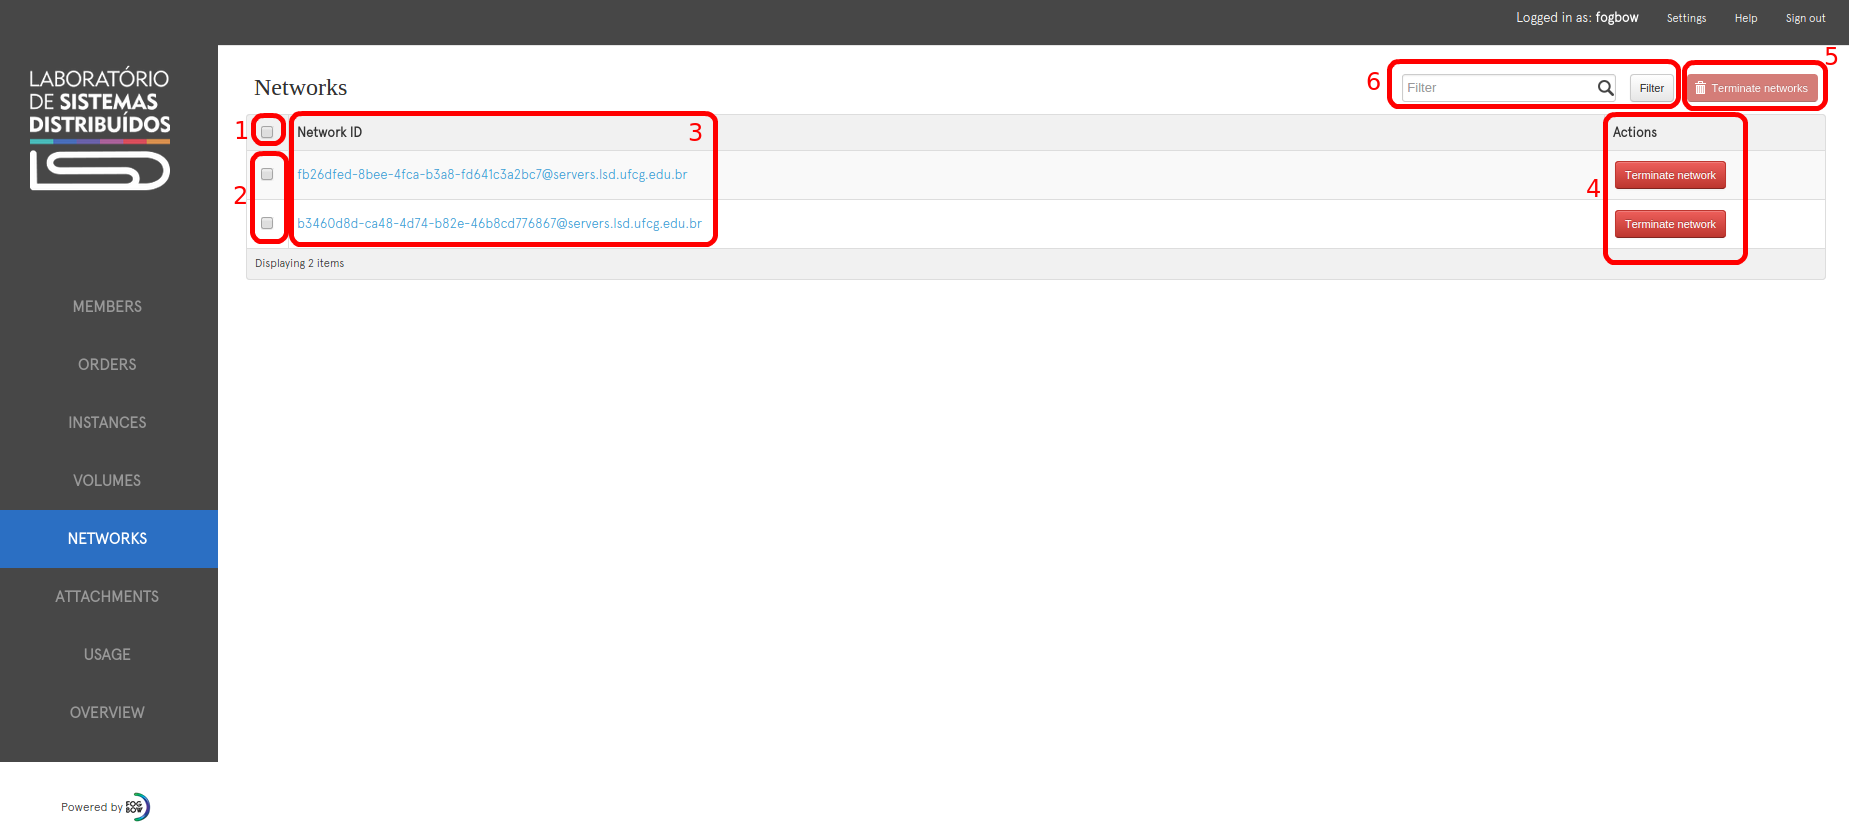 Logged in as: fogbow Settings Help Sign out
LABORATÓRIO
DE SISTEMAS
DISTRIBUÍDOS
Networks
6
Filter
Filter
Terminate networks
5
1
Network ID
3
Actions
2
fb26dfed-8bee-4fca-b3a8-fd641c3a2bc7@servers.lsd.ufcg.edu.br
4
Terminate network
b3460d8d-ca48-4d74-b82e-46b8cd776867@servers.lsd.ufcg.edu.br
Terminate network
Displaying 2 items
MEMBERS
ORDERS
INSTANCES
VOLUMES
NETWORKS
ATTACHMENTS
USAGE
OVERVIEW
Powered by FOG
BOW